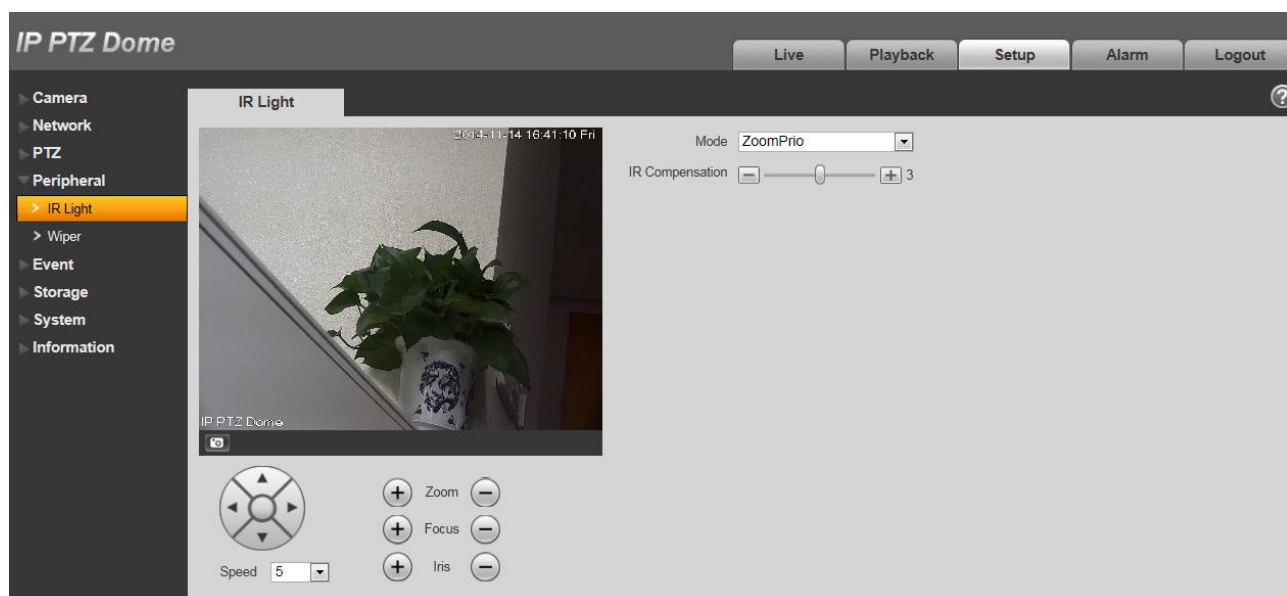 IP PTZ Dome
Live
Playback
Setup
Alarm
Logout
Camera
Network
PTZ
Peripheral
> IR Light
> Wiper
Event
Storage
System
Information
IR Light
?
2014-11-14 16:41:10 Fri
IP PTZ Dome
Mode ZoomPrio
IR Compensation 3
+ Zoom -
+ Focus -
+ Iris -
Speed 5